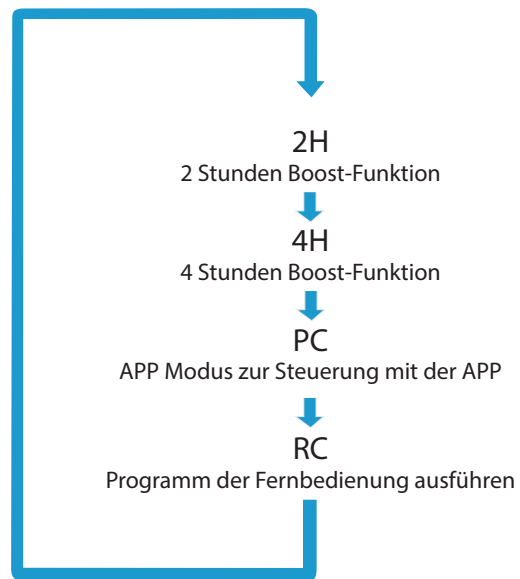 2H
2 Stunden Boost-Funktion
4H
4 Stunden Boost-Funktion
PC
APP Modus zur Steuerung mit der APP
RC
Programm der Fernbedienung ausführen